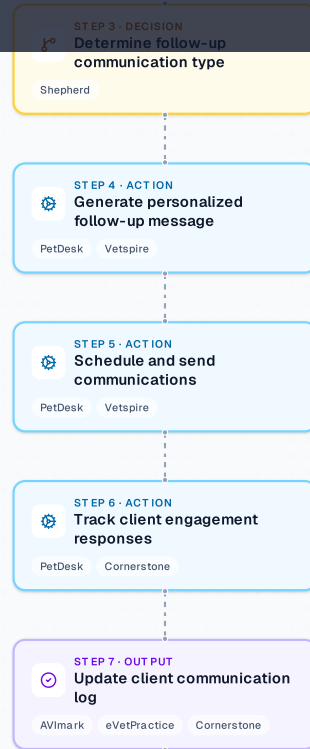 STEP 3 · DECISION
Determine follow-up
communication type
Shepherd
STEP 4 · ACTION
Generate personalized
follow-up message
PetDesk Vetspire
STEP 5 · ACTION
Schedule and send
communications
PetDesk Vetspire
STEP 6 · ACTION
Track client engagement
responses
PetDesk Cornerstone
STEP 7 · OUTPUT
Update client communication
log
AVImark eVetPractice Cornerstone